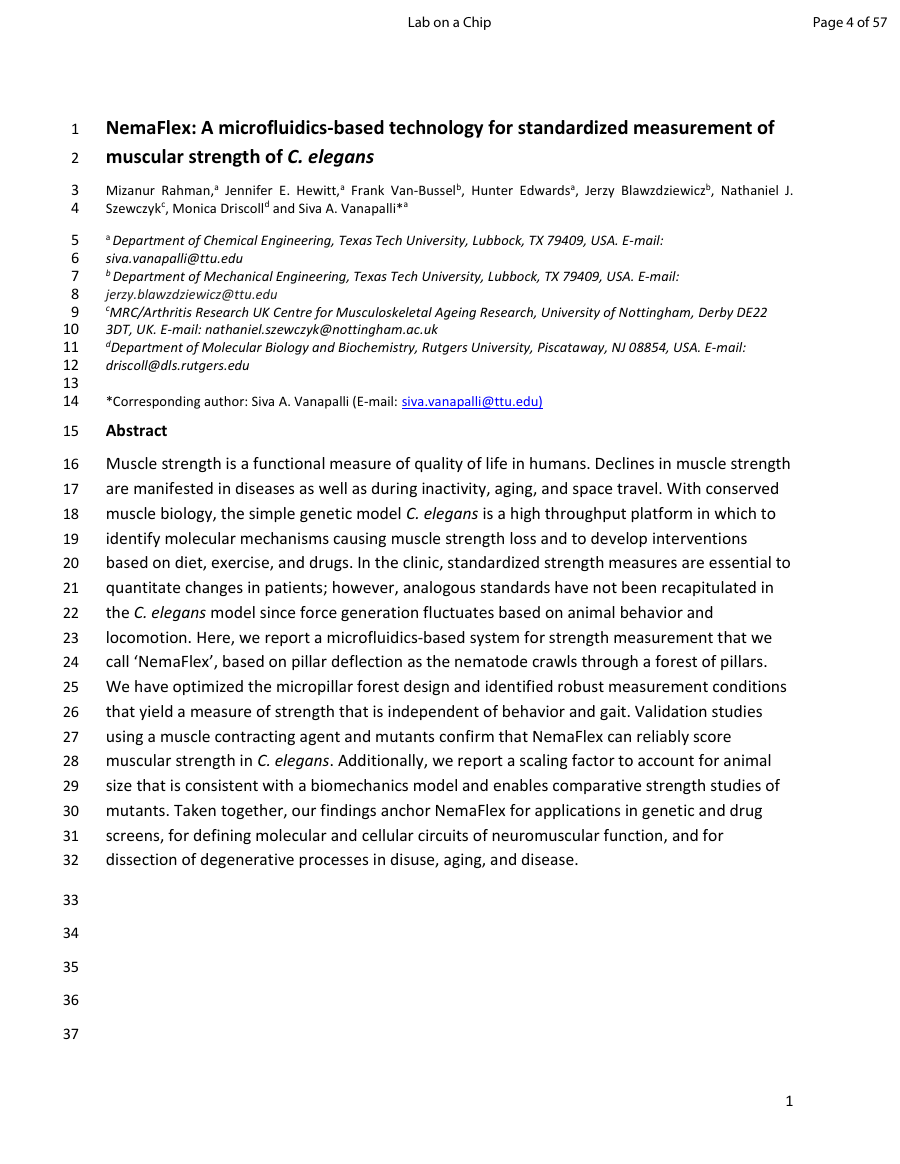 Lab on a Chip
Page 4 of 57
1 NemaFlex: A microfluidics-based technology for standardized measurement of
2 muscular strength of C. elegans
3 Mizanur Rahman,ᵃ Jennifer E. Hewitt,ᵃ Frank Van-Busselᵇ, Hunter Edwardsᵃ, Jerzy Blawzdziewiczᵇ, Nathaniel J.
4 Szewczykᶜ, Monica Driscollᵈ and Siva A. Vanapalli*ᵃ
5 ᵃ Department of Chemical Engineering, Texas Tech University, Lubbock, TX 79409, USA. E-mail:
6 siva.vanapalli@ttu.edu
7 ᵇ Department of Mechanical Engineering, Texas Tech University, Lubbock, TX 79409, USA. E-mail:
8 jerzy.blawzdziewicz@ttu.edu
9 ᶜMRC/Arthritis Research UK Centre for Musculoskeletal Ageing Research, University of Nottingham, Derby DE22
10 3DT, UK. E-mail: nathaniel.szewczyk@nottingham.ac.uk
11 ᵈDepartment of Molecular Biology and Biochemistry, Rutgers University, Piscataway, NJ 08854, USA. E-mail:
12 driscoll@dls.rutgers.edu
13
14 *Corresponding author: Siva A. Vanapalli (E-mail: siva.vanapalli@ttu.edu)
15 Abstract
16 Muscle strength is a functional measure of quality of life in humans. Declines in muscle strength
17 are manifested in diseases as well as during inactivity, aging, and space travel. With conserved
18 muscle biology, the simple genetic model C. elegans is a high throughput platform in which to
19 identify molecular mechanisms causing muscle strength loss and to develop interventions
20 based on diet, exercise, and drugs. In the clinic, standardized strength measures are essential to
21 quantitate changes in patients; however, analogous standards have not been recapitulated in
22 the C. elegans model since force generation fluctuates based on animal behavior and
23 locomotion. Here, we report a microfluidics-based system for strength measurement that we
24 call ‘NemaFlex’, based on pillar deflection as the nematode crawls through a forest of pillars.
25 We have optimized the micropillar forest design and identified robust measurement conditions
26 that yield a measure of strength that is independent of behavior and gait. Validation studies
27 using a muscle contracting agent and mutants confirm that NemaFlex can reliably score
28 muscular strength in C. elegans. Additionally, we report a scaling factor to account for animal
29 size that is consistent with a biomechanics model and enables comparative strength studies of
30 mutants. Taken together, our findings anchor NemaFlex for applications in genetic and drug
31 screens, for defining molecular and cellular circuits of neuromuscular function, and for
32 dissection of degenerative processes in disuse, aging, and disease.
33
34
35
36
37
1